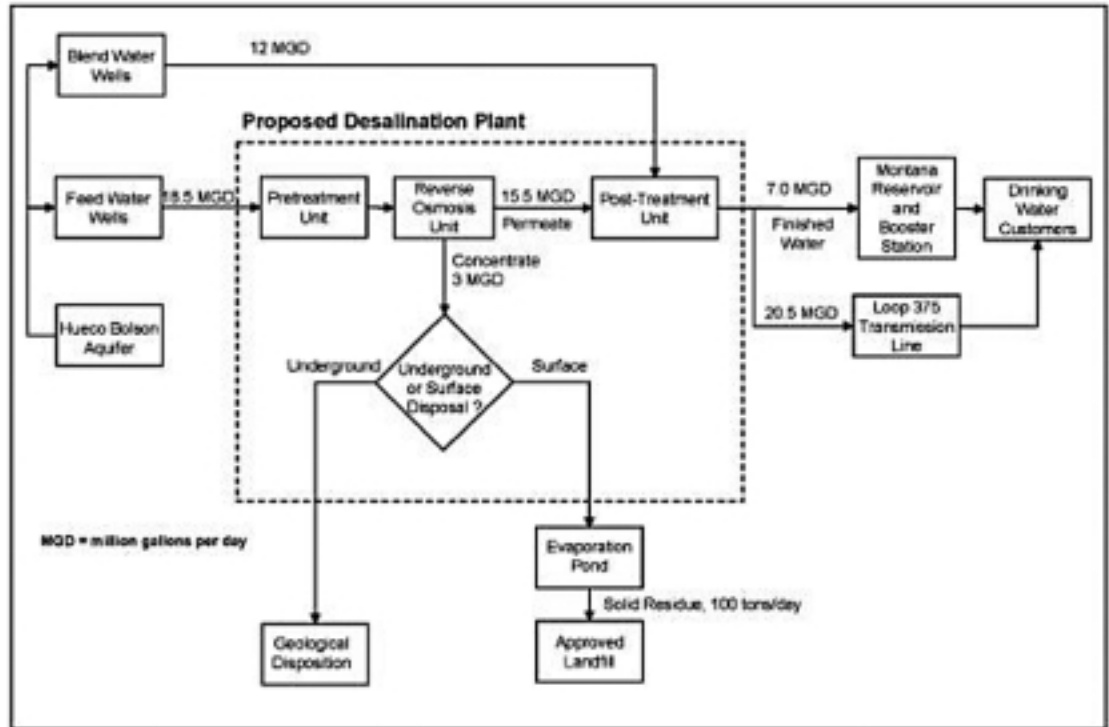 Blend Water
Wells
12 MGD
Proposed Desalination Plant
Feed Water
Wells
18.5 MGD
Pretreatment
Unit
Reverse
Osmosis
Unit
15.5 MGD
Permeate
Post-Treatment
Unit
7.0 MGD
Finished
Water
Montana
Reservoir
and
Booster
Station
Drinking
Water
Customers
Concentrate
3 MGD
20.5 MGD
Loop 375
Transmission
Line
Hueco Bolson
Aquifer
Underground
Underground
or Surface
Disposal ?
Surface
MGD = million gallons per day
Evaporation
Pond
Solid Residue, 100 tons/day
Geological
Disposition
Approved
Landfill